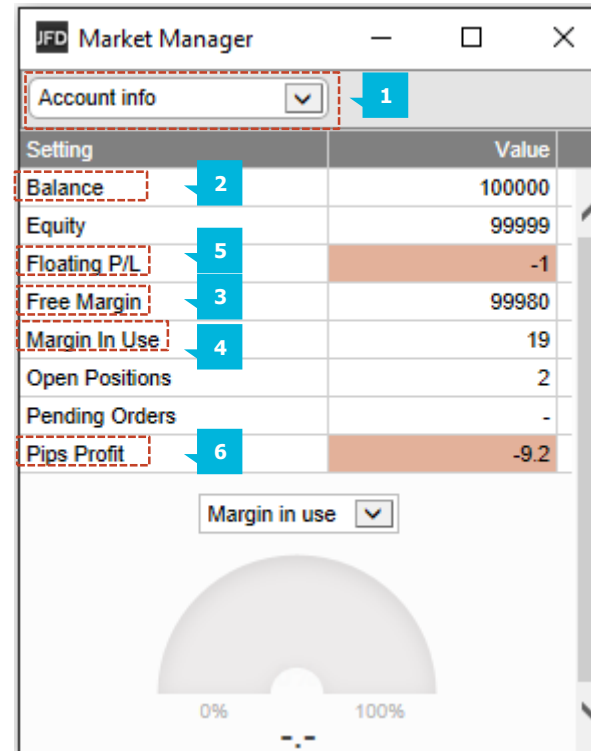 JFD Market Manager
Account info 1
Setting Value
Balance 2 100000
Equity 99999
Floating P/L 5 -1
Free Margin 3 99980
Margin In Use 4 19
Open Positions 2
Pending Orders -
Pips Profit 6 -9.2
Margin in use
0% 100%
-.-